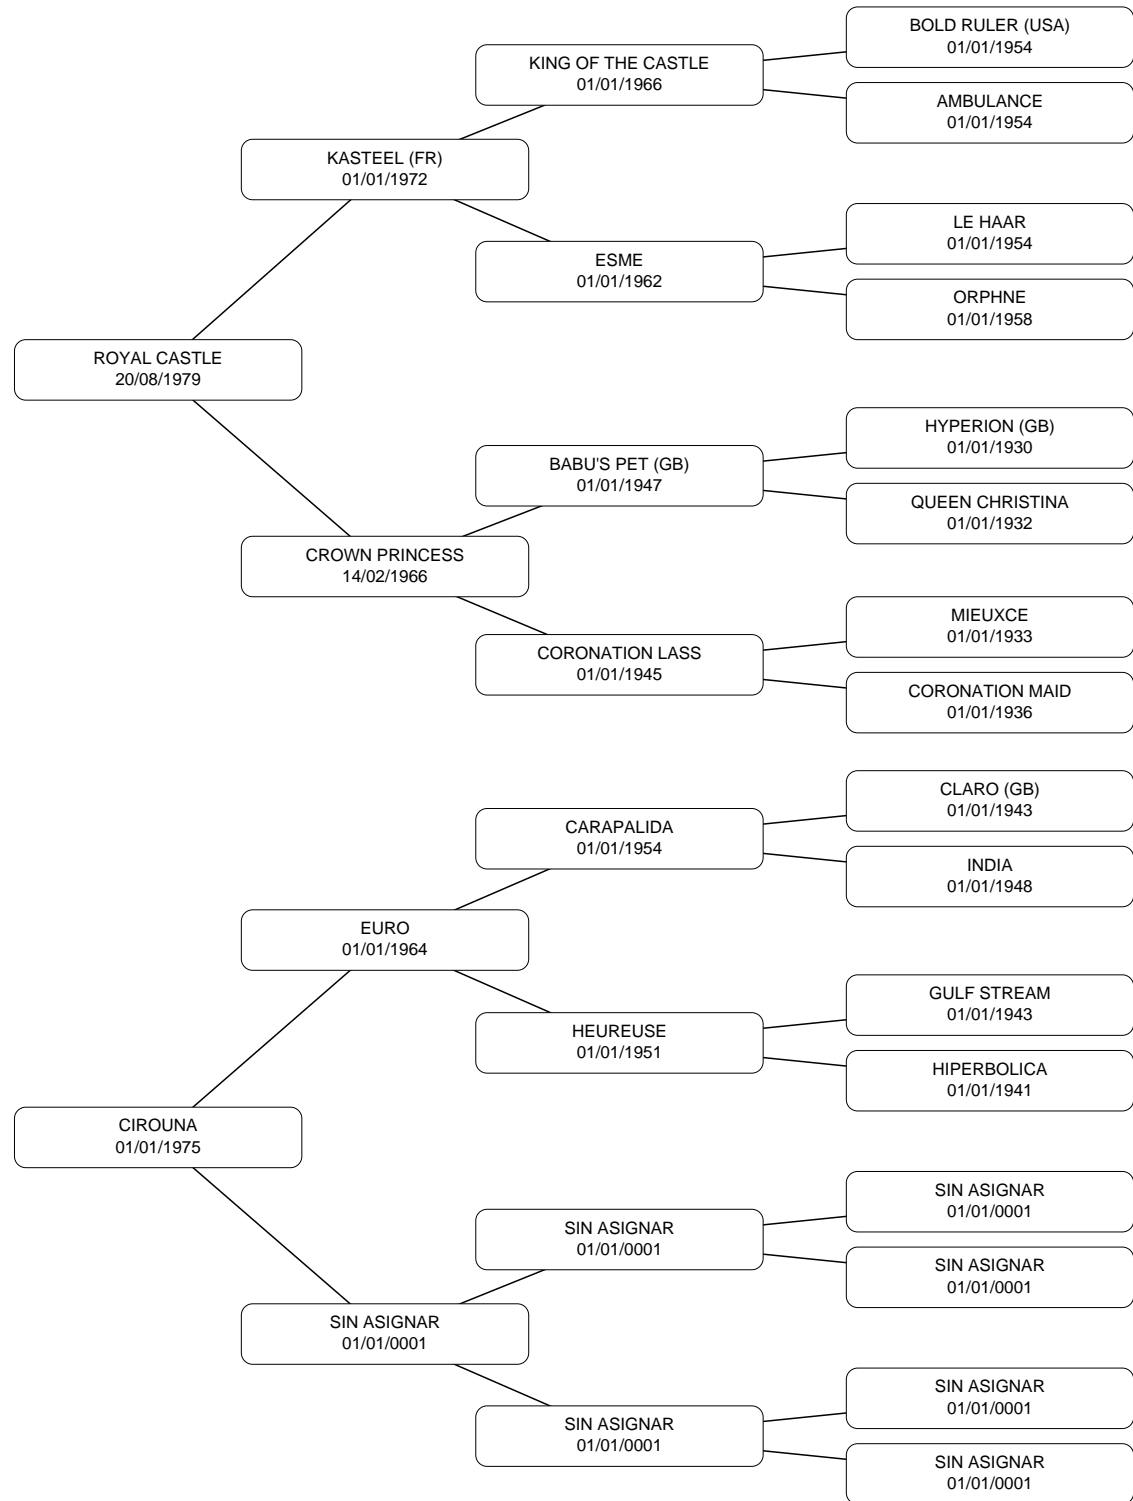 BOLD RULER (USA)
01/01/1954
KING OF THE CASTLE
01/01/1966
AMBULANCE
01/01/1954
KASTEEL (FR)
01/01/1972
LE HAAR
01/01/1954
ESME
01/01/1962
ORPHNE
01/01/1958
ROYAL CASTLE
20/08/1979
HYPERION (GB)
01/01/1930
BABU'S PET (GB)
01/01/1947
QUEEN CHRISTINA
01/01/1932
CROWN PRINCESS
14/02/1966
MIEUXCE
01/01/1933
CORONATION LASS
01/01/1945
CORONATION MAID
01/01/1936
CLARO (GB)
01/01/1943
CARAPALIDA
01/01/1954
INDIA
01/01/1948
EURO
01/01/1964
GULF STREAM
01/01/1943
HEUREUSE
01/01/1951
HIPERBOLICA
01/01/1941
CIROUNA
01/01/1975
SIN ASIGNAR
01/01/0001
SIN ASIGNAR
01/01/0001
SIN ASIGNAR
01/01/0001
SIN ASIGNAR
01/01/0001
SIN ASIGNAR
01/01/0001
SIN ASIGNAR
01/01/0001
SIN ASIGNAR
01/01/0001